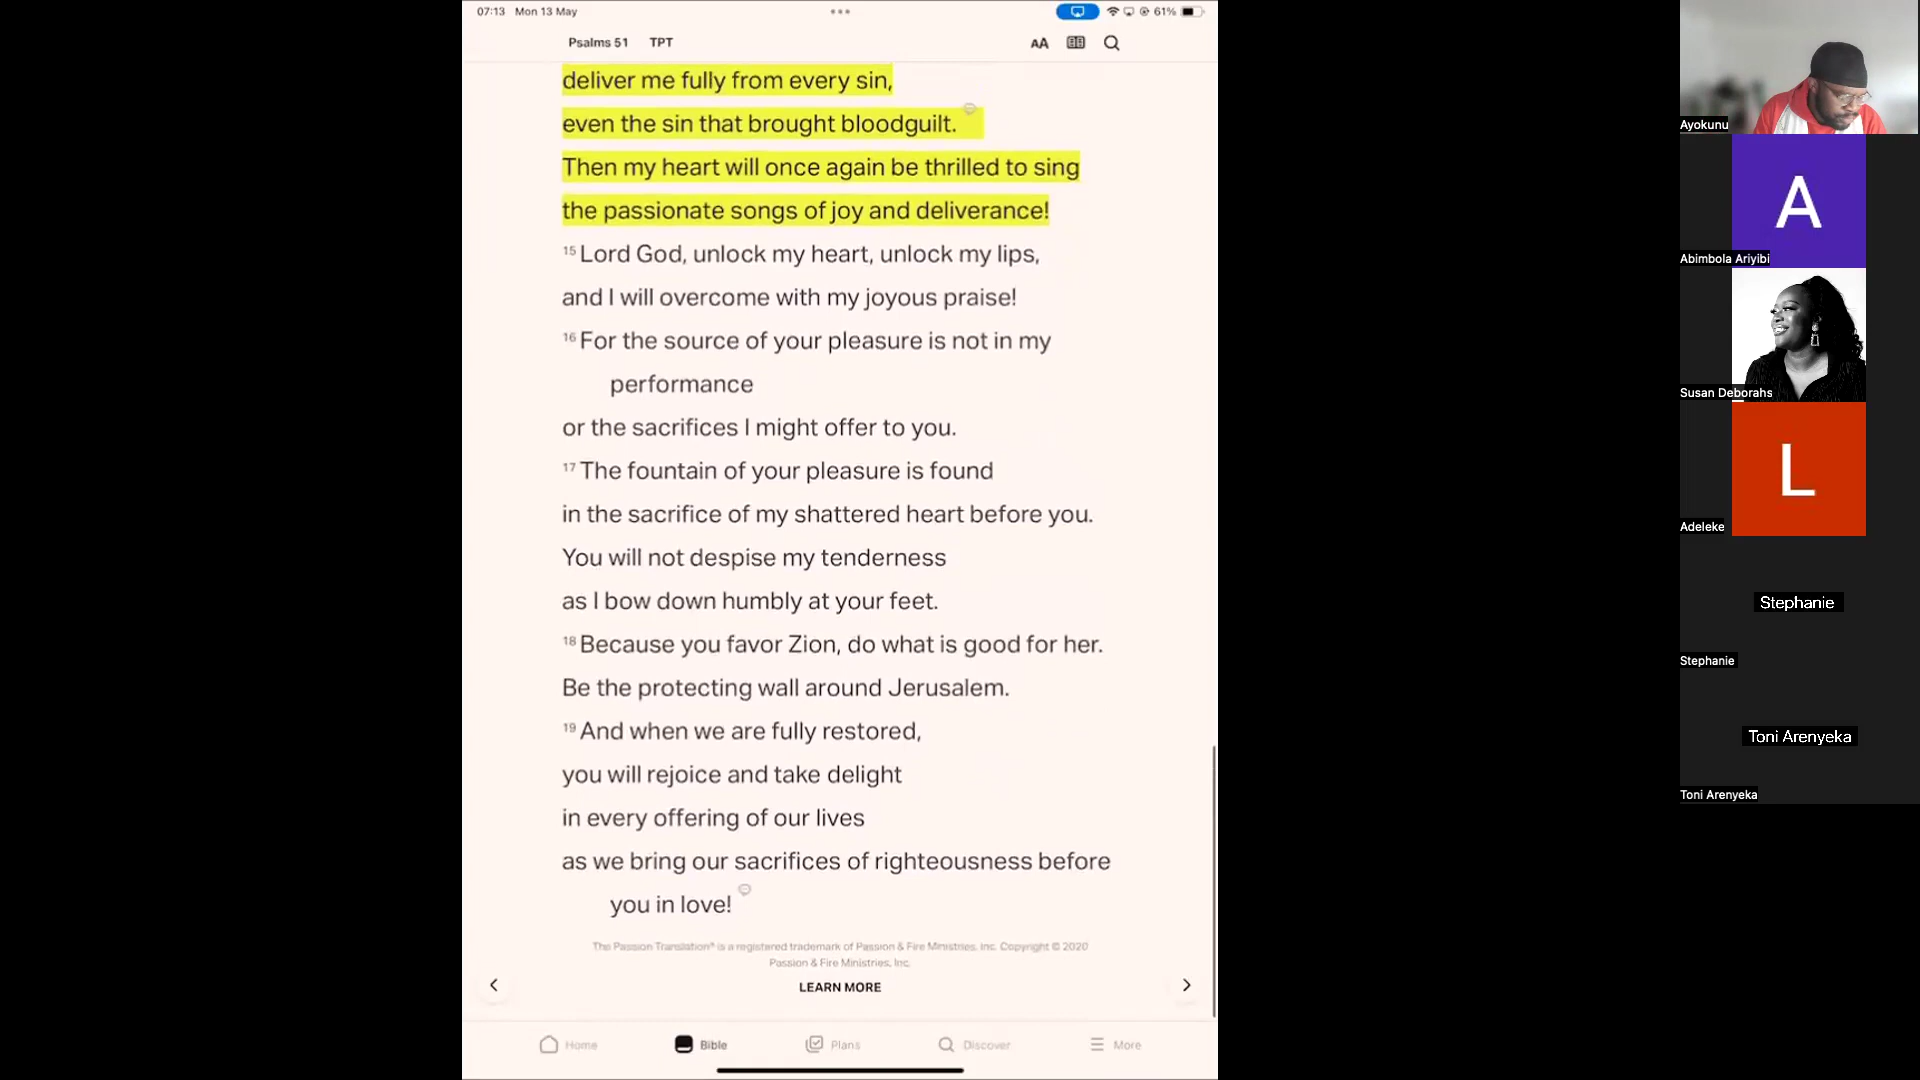 07:13 Mon 13 May
61%
Psalms 51 TPT
AA
deliver me fully from every sin,
even the sin that brought bloodguilt.
Then my heart will once again be thrilled to sing
the passionate songs of joy and deliverance!
15 Lord God, unlock my heart, unlock my lips,
and I will overcome with my joyous praise!
16 For the source of your pleasure is not in my
performance
or the sacrifices I might offer to you.
17 The fountain of your pleasure is found
in the sacrifice of my shattered heart before you.
You will not despise my tenderness
as I bow down humbly at your feet.
18 Because you favor Zion, do what is good for her.
Be the protecting wall around Jerusalem.
19 And when we are fully restored,
you will rejoice and take delight
in every offering of our lives
as we bring our sacrifices of righteousness before
you in love!
The Passion Translation® is a registered trademark of Passion & Fire Ministries, Inc. Copyright © 2020
Passion & Fire Ministries, Inc.
LEARN MORE
Home Bible Plans Discover More
Ayokunu
A
Abimbola Ariyibi
Susan Deborahs
L
Adeleke
Stephanie
Stephanie
Toni Arenyeka
Toni Arenyeka